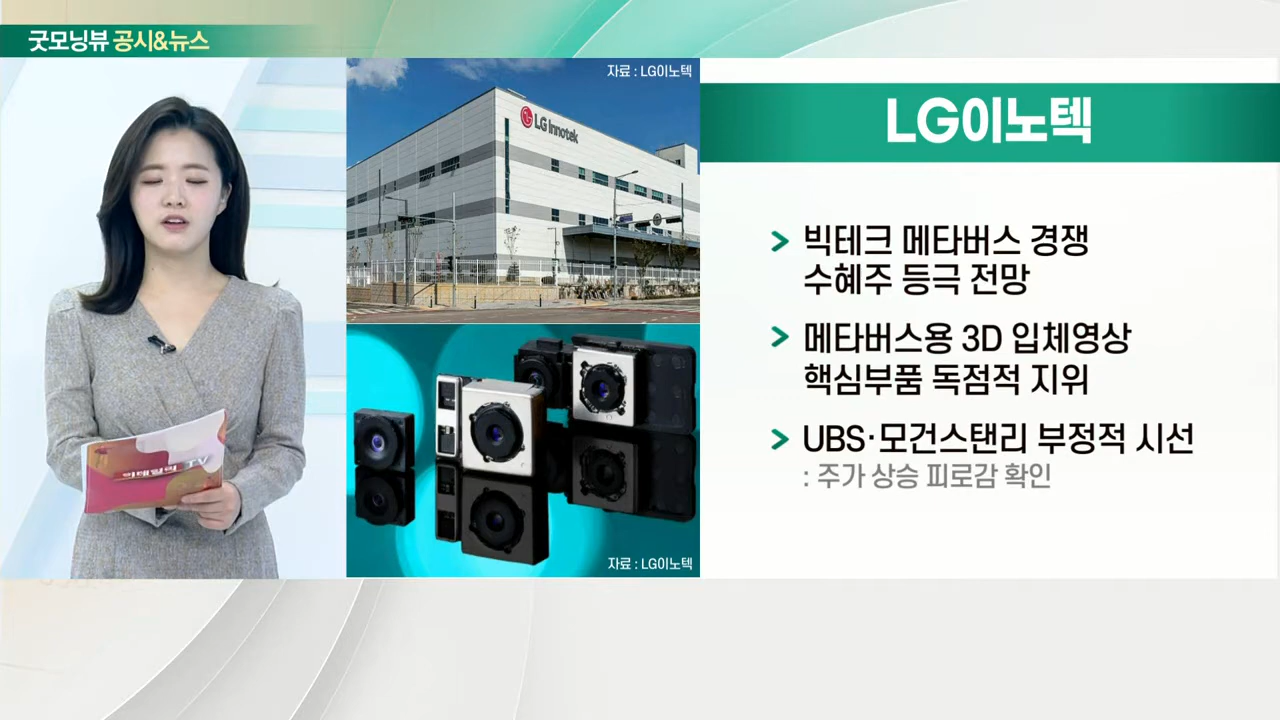 굿모닝뷰 공시&뉴스
자료 : LG이노텍
LG Innotek
자료 : LG이노텍
LG이노텍
빅테크 메타버스 경쟁
수혜주 등극 전망
메타버스용 3D 입체영상
핵심부품 독점적 지위
UBS·모건스탠리 부정적 시선
: 주가 상승 피로감 확인